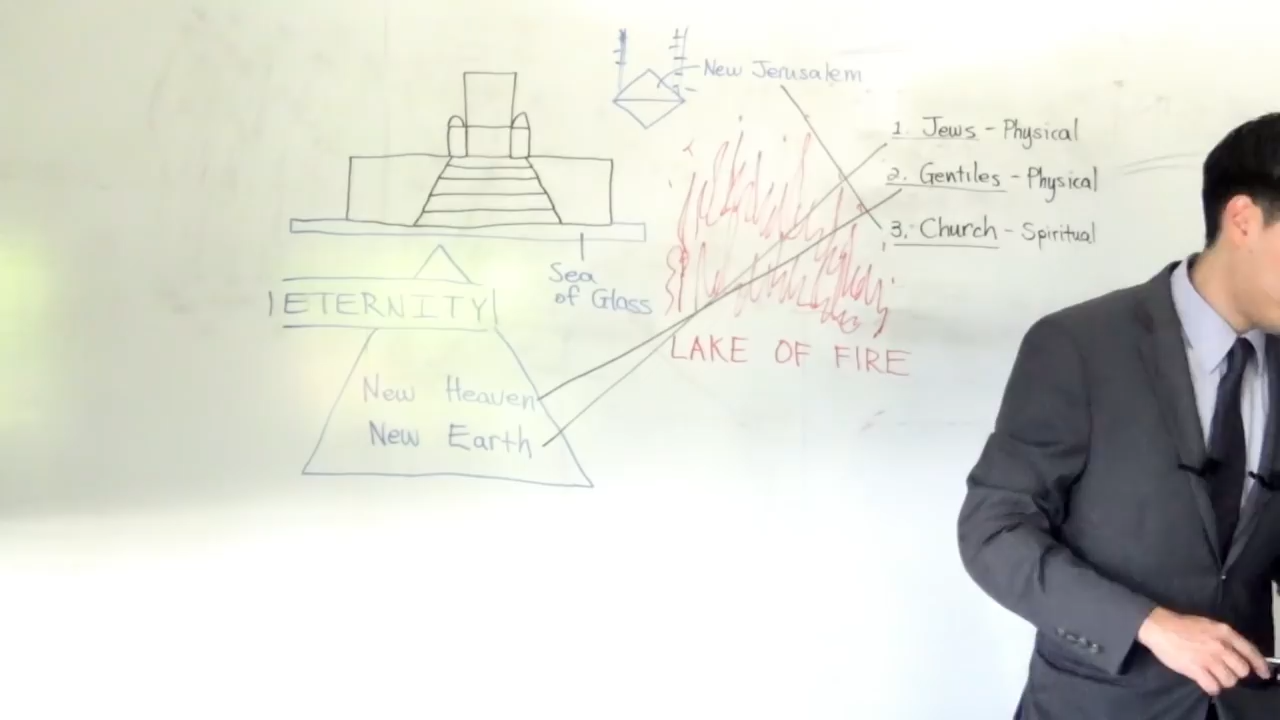 New Jerusalem
1. Jews - Physical
2. Gentiles - Physical
3. Church - Spiritual
Sea
of Glass
ETERNITY
LAKE OF FIRE
New Heaven
New Earth